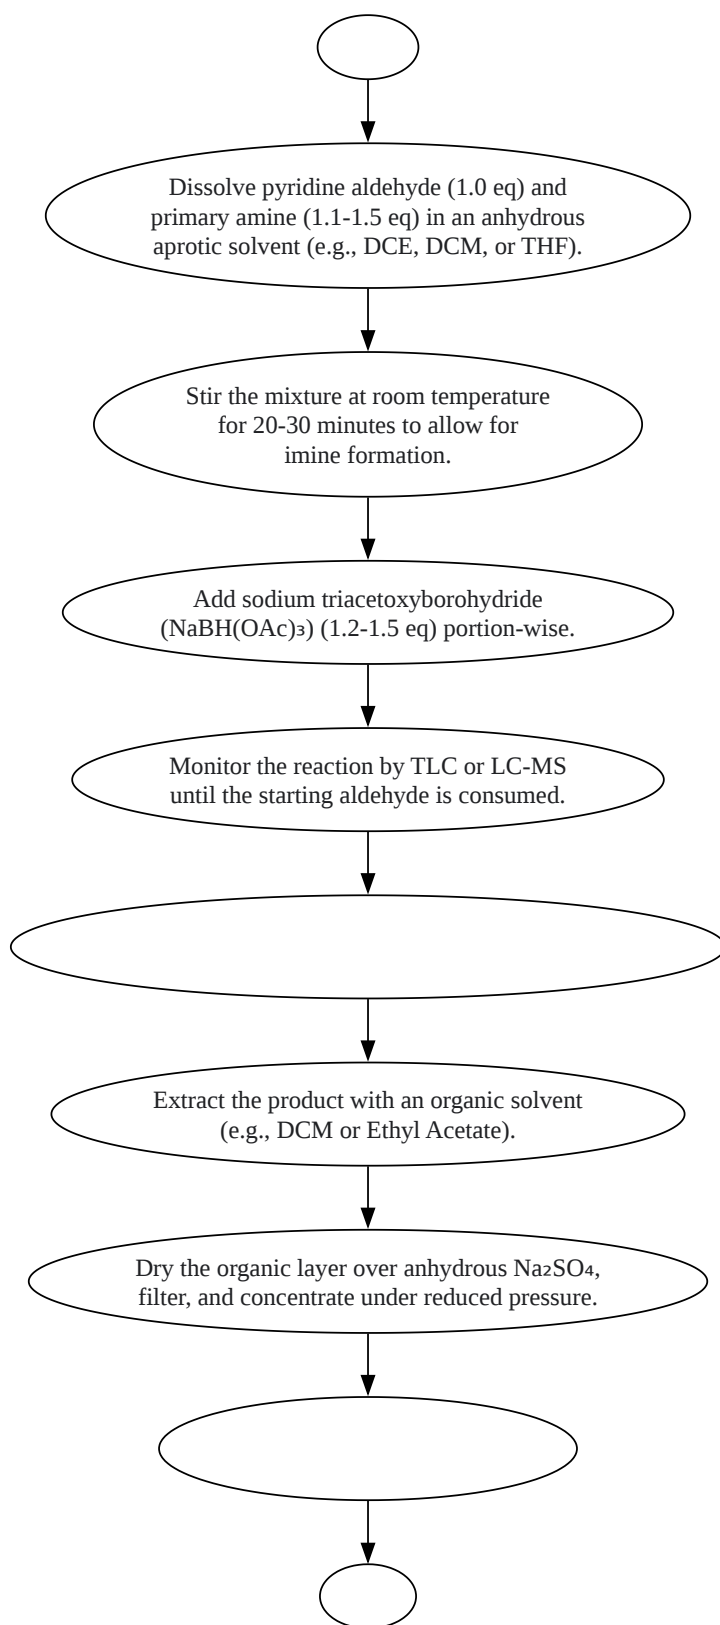 Dissolve pyridine aldehyde (1.0 eq) and
primary amine (1.1-1.5 eq) in an anhydrous
aprotic solvent (e.g., DCE, DCM, or THF).
Stir the mixture at room temperature
for 20-30 minutes to allow for
imine formation.
Add sodium triacetoxyborohydride
(NaBH(OAc)₃) (1.2-1.5 eq) portion-wise.
Monitor the reaction by TLC or LC-MS
until the starting aldehyde is consumed.
Extract the product with an organic solvent
(e.g., DCM or Ethyl Acetate).
Dry the organic layer over anhydrous Na₂SO₄,
filter, and concentrate under reduced pressure.